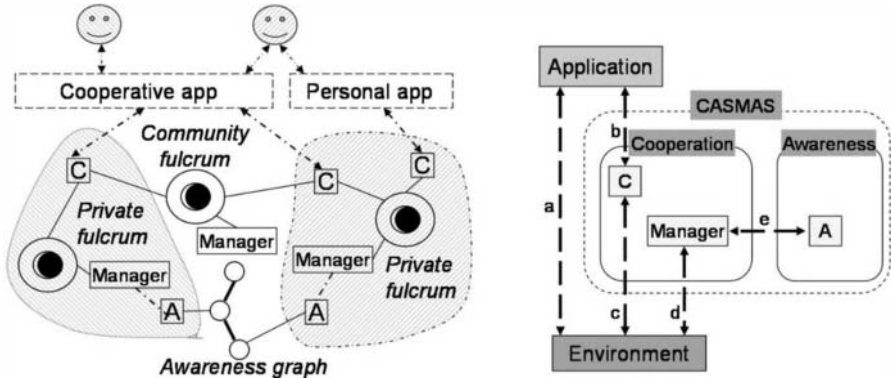 Cooperative app
Personal app
Community
fulcrum
C
C
C
Private
fulcrum
Manager
Manager
Manager
Private
fulcrum
A
A
Awareness graph
Application
CASMAS
b
Cooperation
Awareness
C
a
Manager
e
A
c
d
Environment